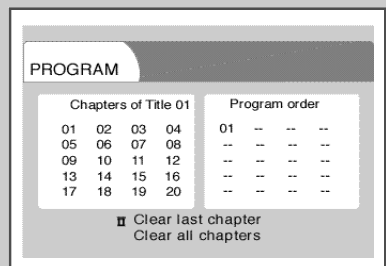 PROGRAM
Chapters of Title 01
01 02 03 04
05 06 07 08
09 10 11 12
13 14 15 16
17 18 19 20
Program order
01 -- -- --
-- -- -- --
-- -- -- --
-- -- -- --
-- -- -- --
Clear last chapter
Clear all chapters